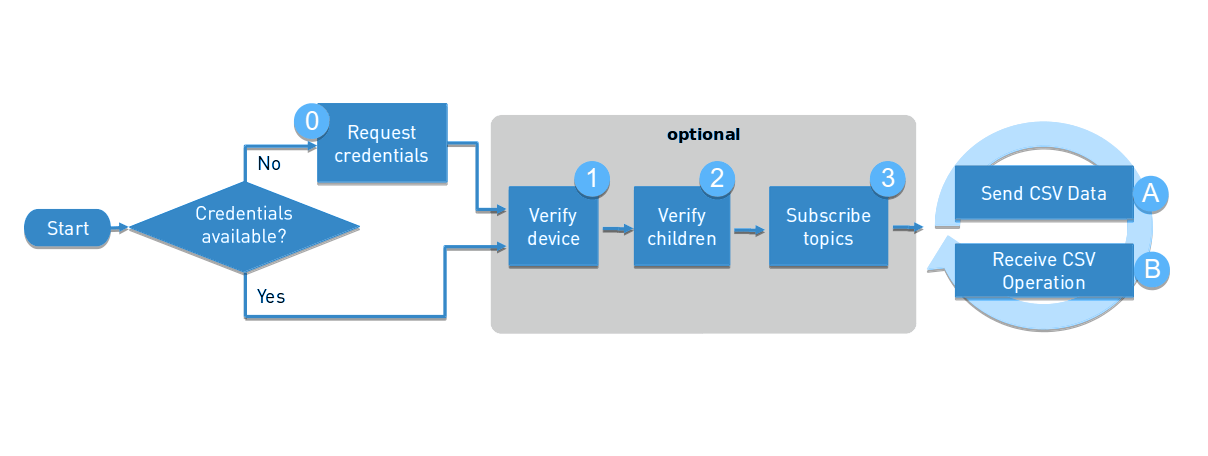 Start
Credentials
available?
No
Yes
0
Request
credentials
optional
1
Verify
device
2
Verify
children
3
Subscribe
topics
Send CSV Data
A
Receive CSV
Operation
B